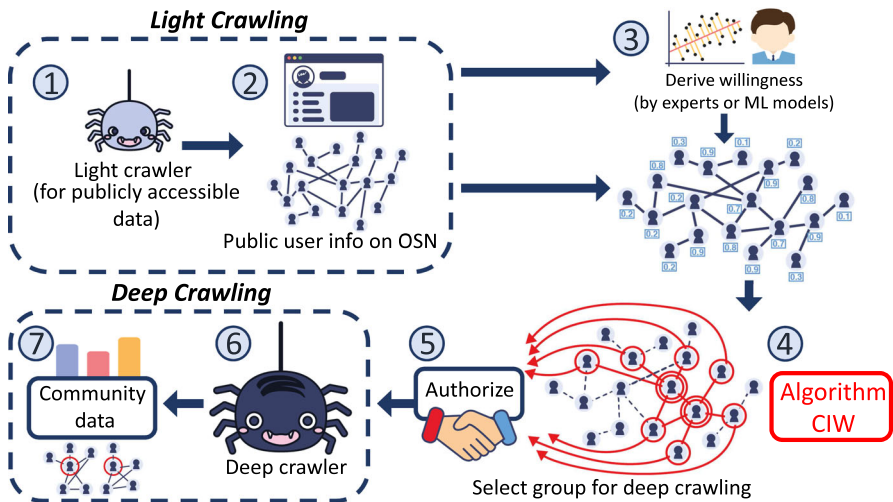 Light Crawling
1
Light crawler
(for publicly accessible
data)
2
Public user info on OSN
3
Derive willingness
(by experts or ML models)
0.3
0.1
0.2
0.9
0.8
0.9
0.2
0.2
0.7
0.8
0.1
0.2
0.8
0.7
0.9
0.2
0.9
0.3
4
Algorithm
CIW
Select group for deep crawling
5
Authorize
Deep Crawling
6
Deep crawler
7
Community
data